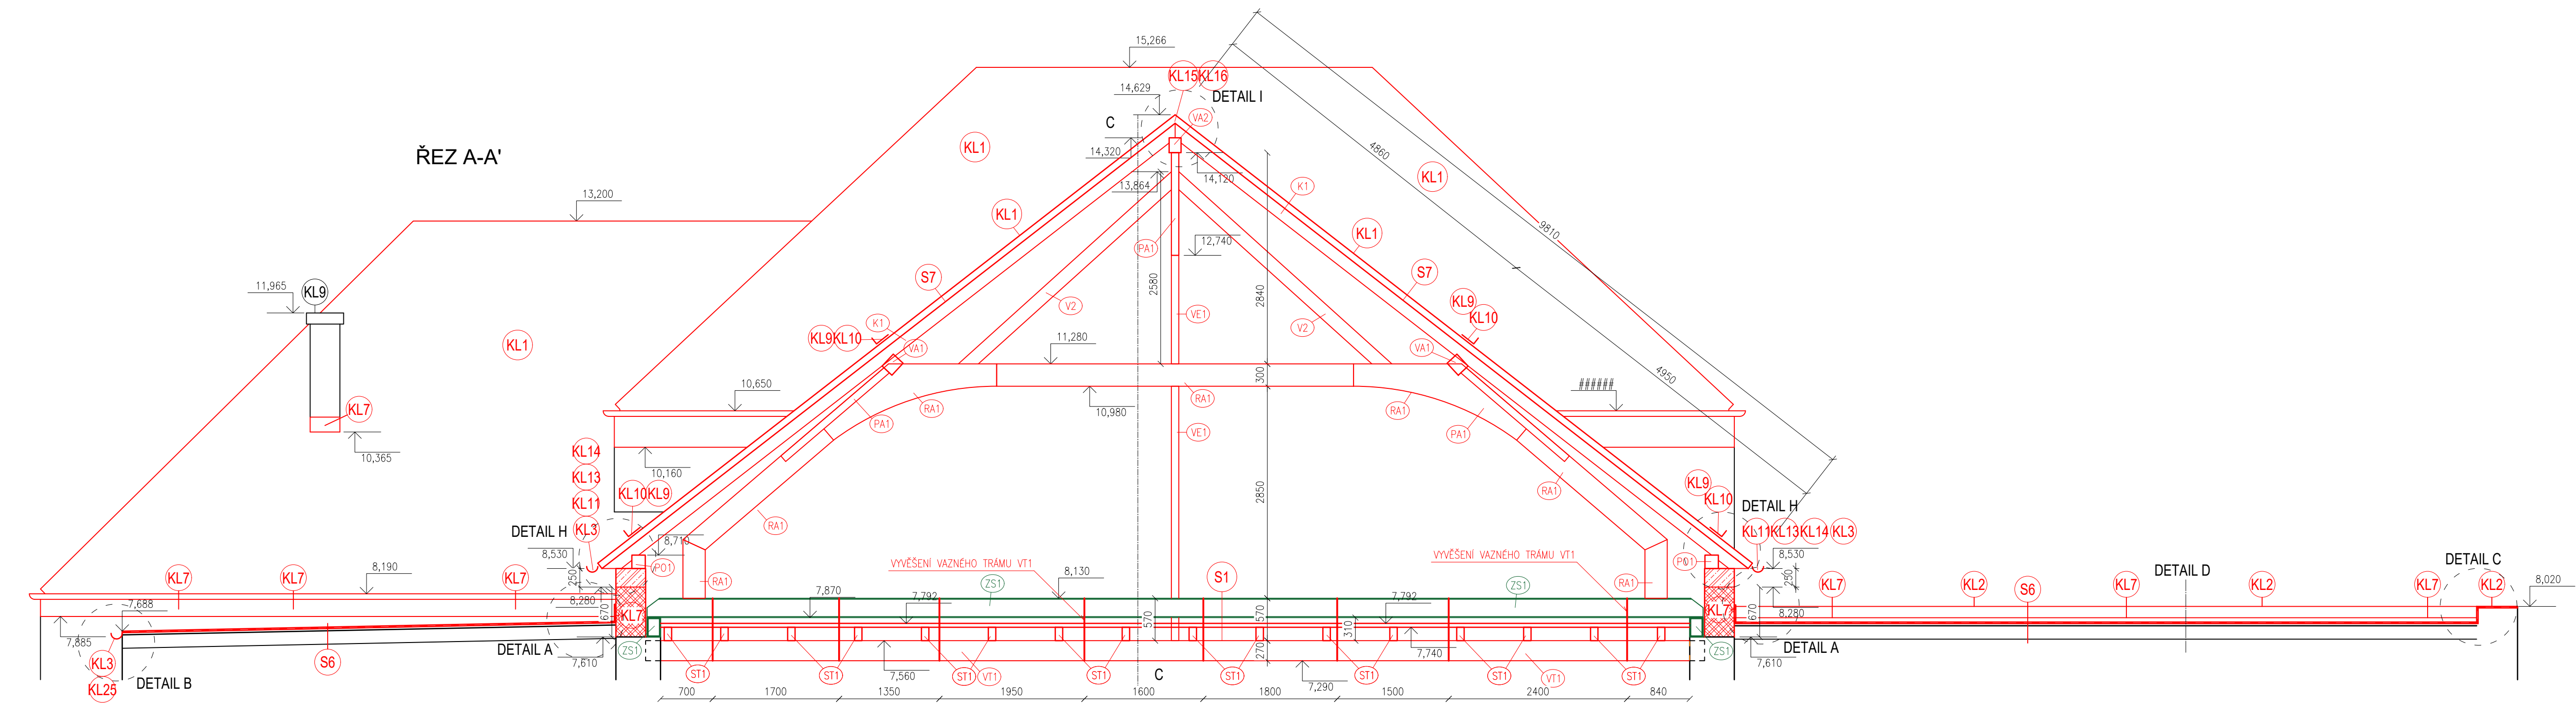 15,266
KL15 KL16
14,629
DETAIL I
C
VA2
ŘEZ A-A'
KL1
14,320
4860
KL1
13,864
14,120
K1
13,200
KL1
9810
KL1
PA1
12,740
S7
2580
2840
S7
11,965
KL9
KL9
V2
VE1
KL10
K1
V2
KL9 KL10
11,280
KL1
VA1
VA1
4950
300
10,650
######
RA1
RA1
KL7
10,980
RA1
PA1
PA1
VE1
10,365
KL14
10,160
KL13
KL9
2850
RA1
KL10 KL9
KL10
KL11
RA1
DETAIL H
KL3
DETAIL H
KL11 KL13 KL14 KL3
8,710
8,530
VYVĚŠENÍ VAZNÉHO TRÁMU VT1
VYVĚŠENÍ VAZNÉHO TRÁMU VT1
8,530
DETAIL C
PO1
PO1
DETAIL D
8,190
KL7 KL7 KL7
250
RA1
8,130
S1
ZS1
ZS1
RA1
250
KL7 KL2 S6 KL7 KL2 KL7 KL2
8,020
7,688
8,280
670
KL7
7,870
7,792
570
570
7,792
310
KL7
670
8,280
7,885
DETAIL A
ZS1
7,740
ZS1
DETAIL A
KL3
S6
7,610
270
7,610
KL25
DETAIL B
ST1 ST1 ST1 VT1 ST1 ST1 ST1 ST1 VT1 ST1
7,560
C
7,290
700 1700 1350 1950 1600 1800 1500 2400 840